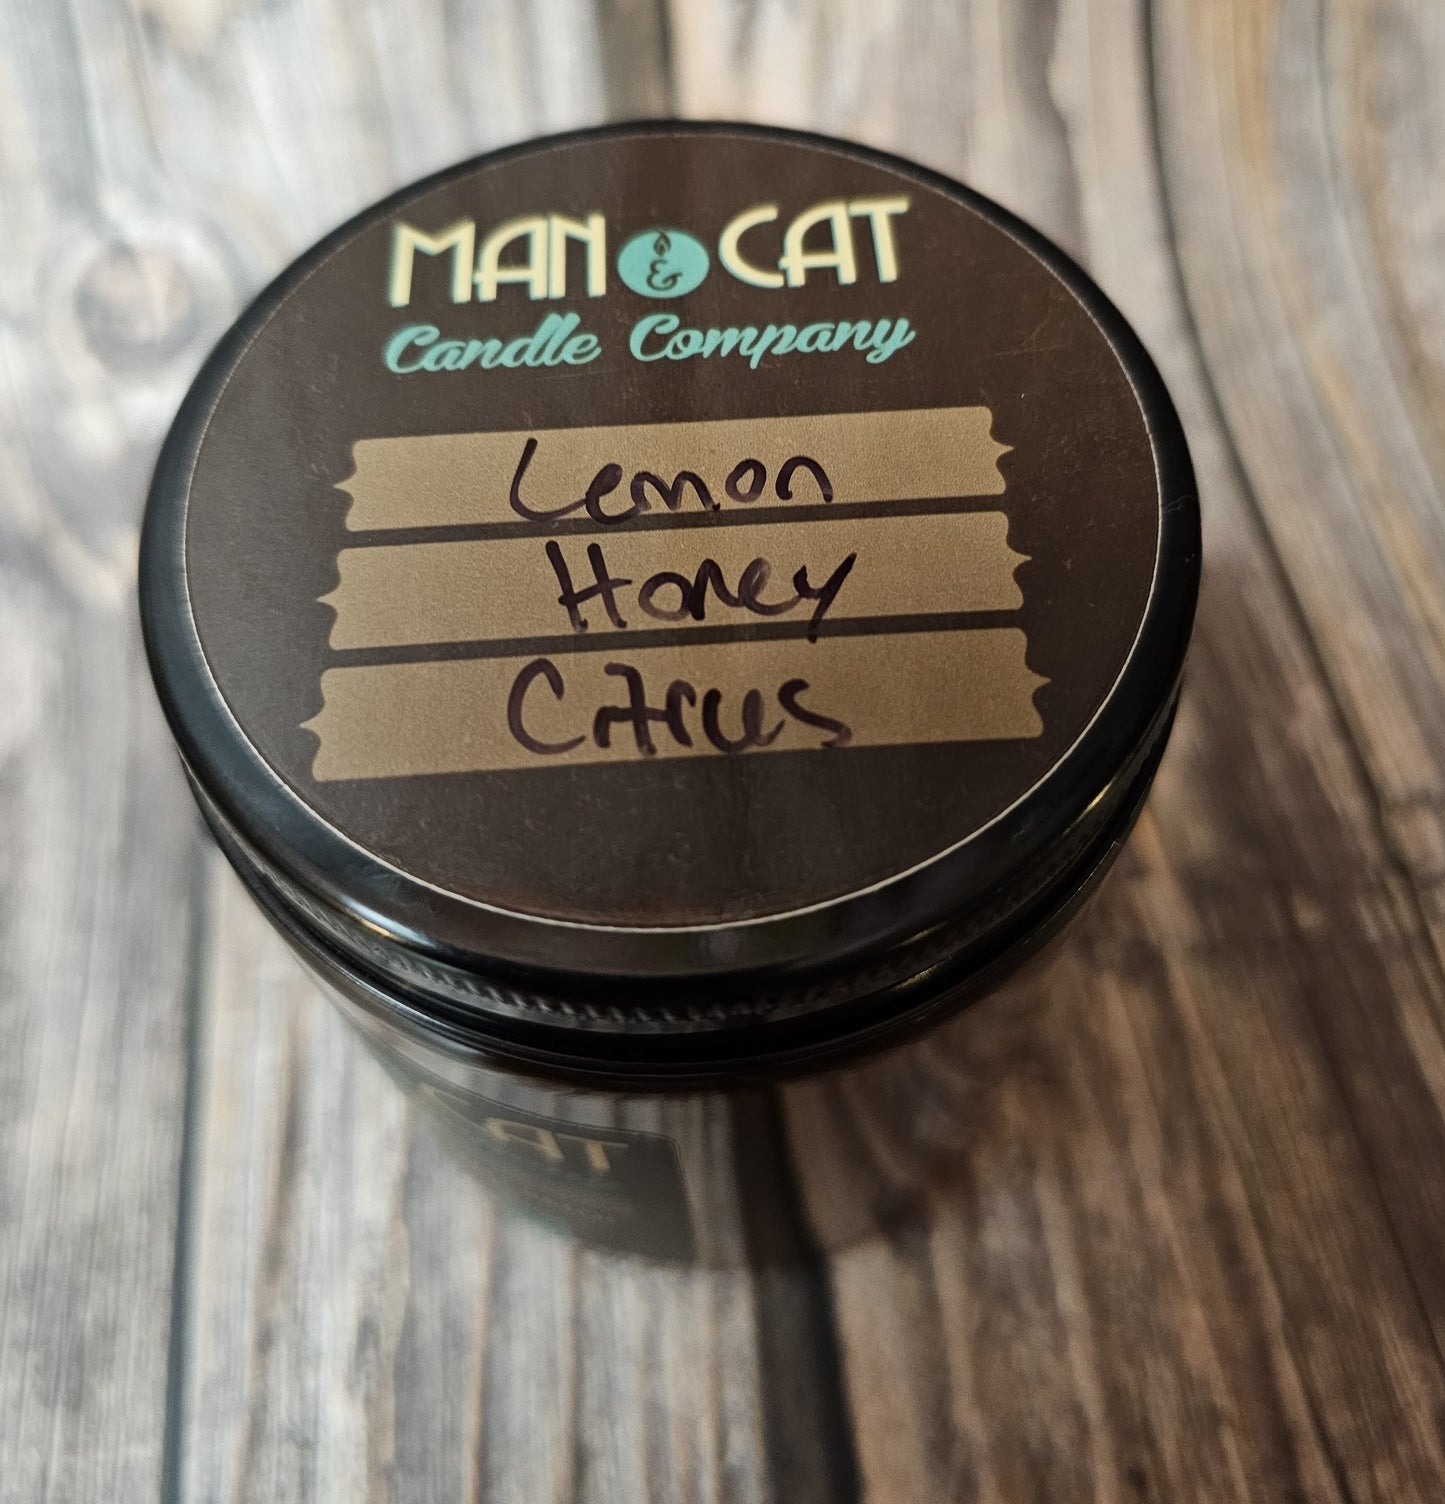 MAN & CAT
Candle Company
Lemon
Honey
Citrus